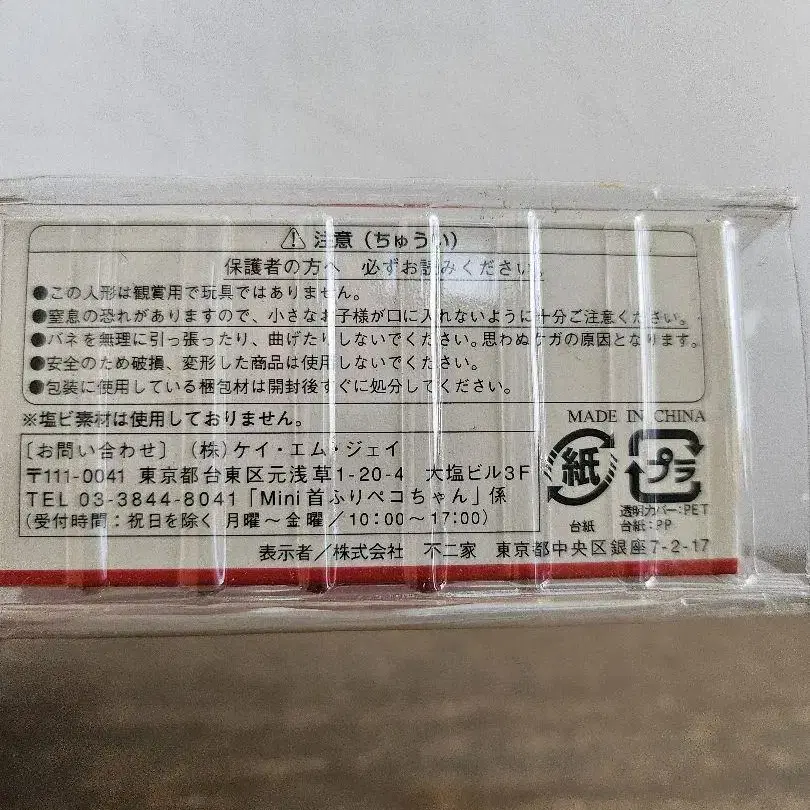 ⚠ 注意（ちゅうい）
保護者の方へ 必ずお読みください。
●この人形は観賞用で玩具ではありません。
●窒息の恐れがありますので、小さなお子様が口に入れないように十分ご注意ください。
●バネを無理に引っ張ったり、曲げたりしないでください。思わぬケガの原因となります。
●安全のため破損、変形した商品は使用しないでください。
●包装に使用している梱包材は開封後すぐに処分してください。
※塩ビ素材は使用しておりません。
MADE IN CHINA
［お問い合わせ］（株）ケイ・エム・ジェイ
〒111-0041 東京都台東区元浅草1-20-4 大塩ビル3F
TEL 03-3844-8041「Mini首ふりペコちゃん」係
（受付時間：祝日を除く 月曜～金曜／10:00～17:00）
紙
台紙
プラ
透明カバー:PET
台紙:PP
表示者／株式会社 不二家 東京都中央区銀座7-2-17